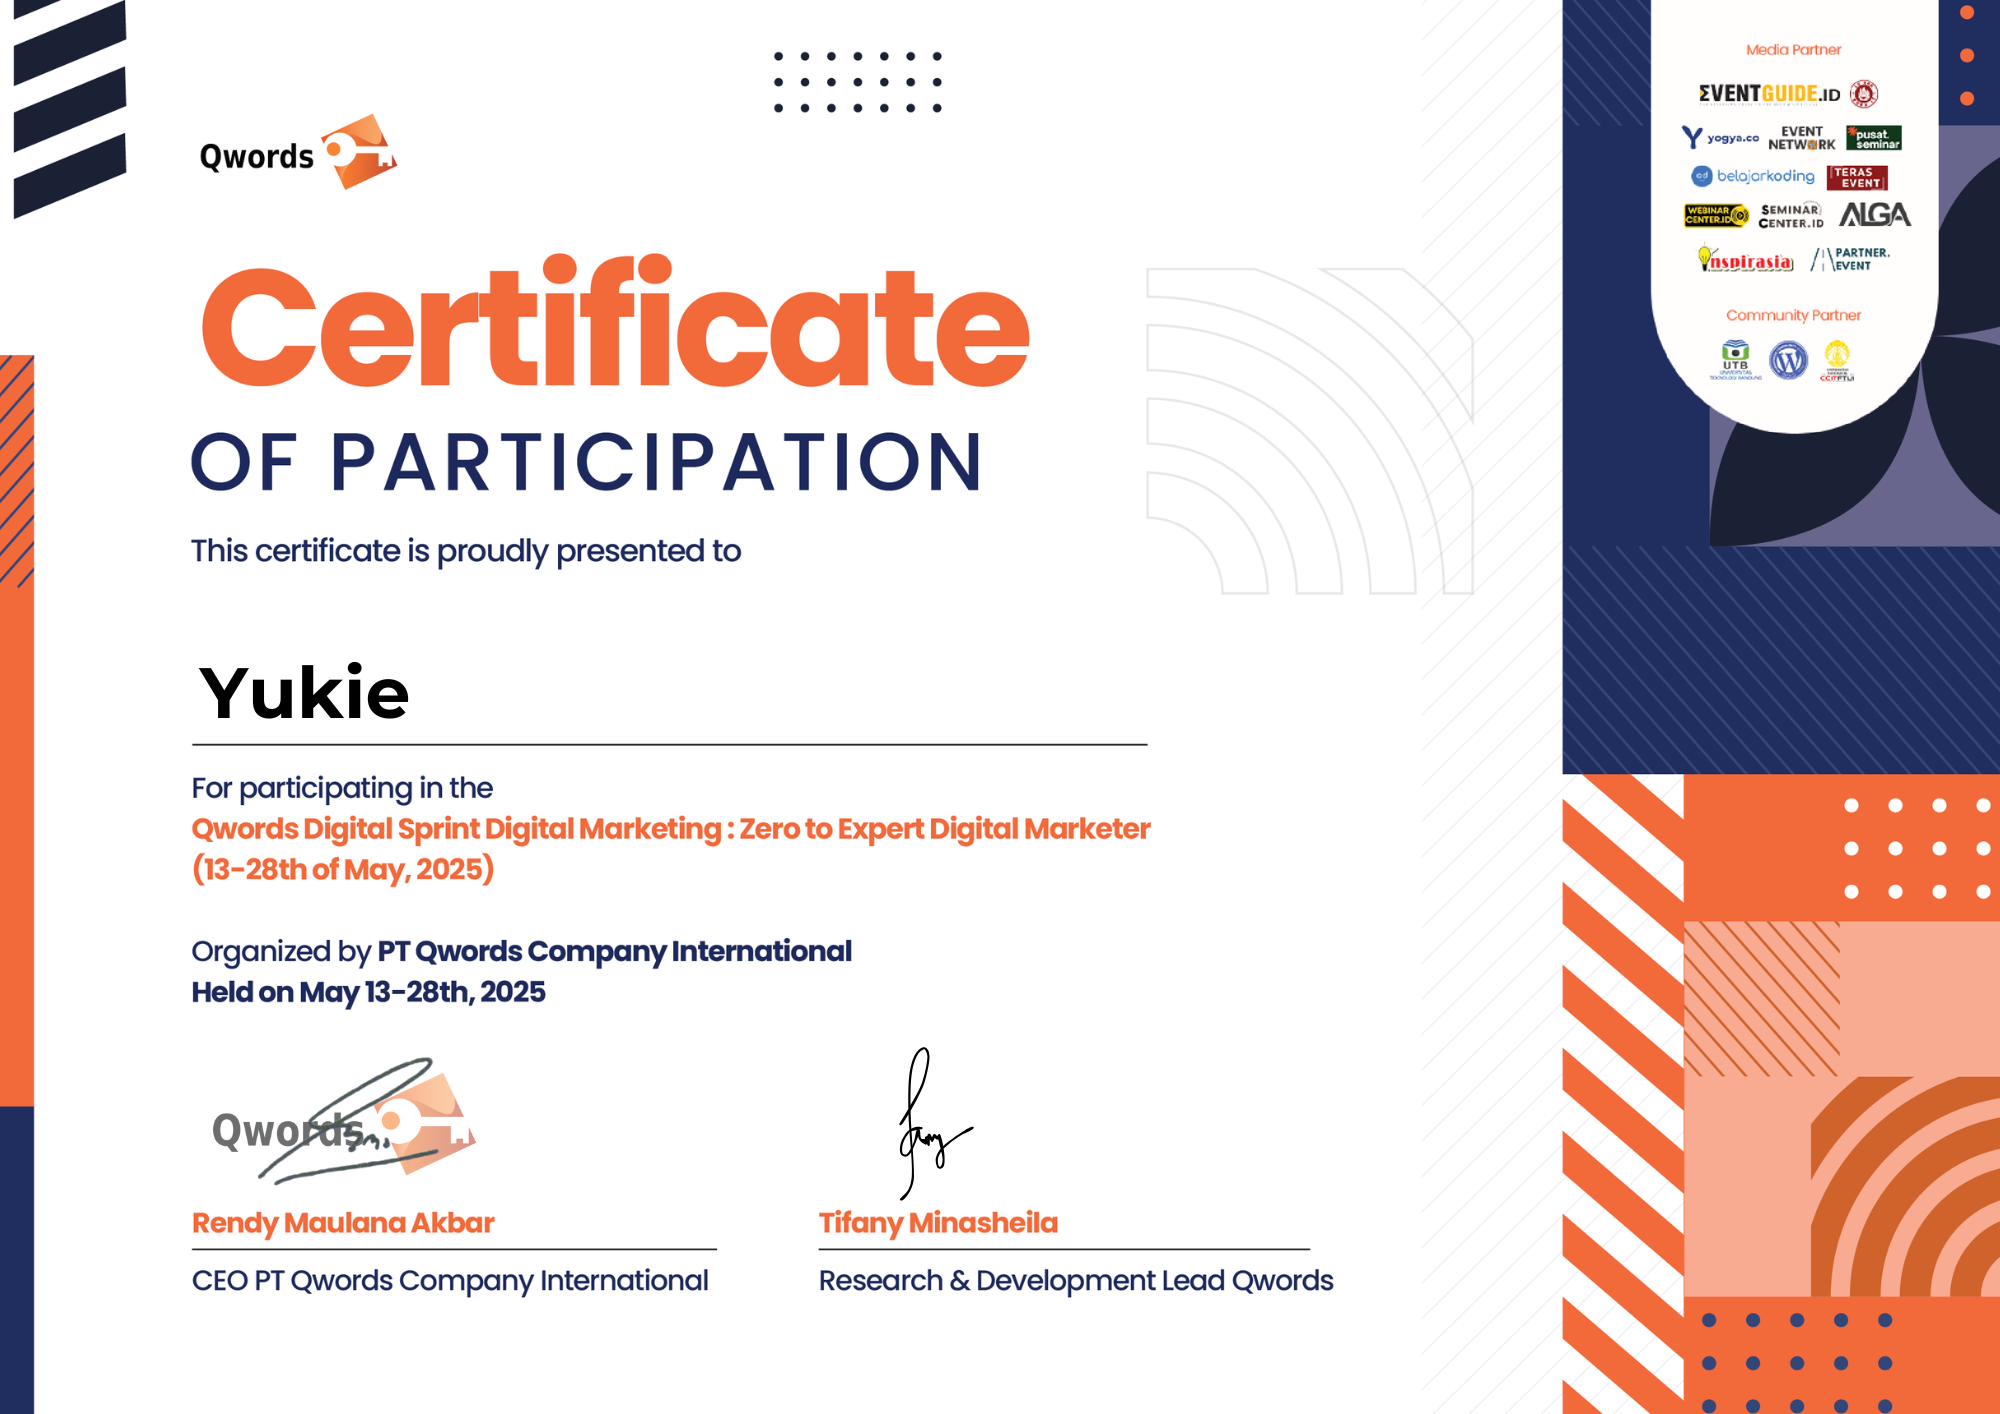 Qwords
Certificate
OF PARTICIPATION
This certificate is proudly presented to
Yukie
For participating in the
Qwords Digital Sprint Digital Marketing : Zero to Expert Digital Marketer
(13-28th of May, 2025)
Organized by PT Qwords Company International
Held on May 13-28th, 2025
Qwords
Rendy Maulana Akbar
CEO PT Qwords Company International
Tifany Minasheila
Research & Development Lead Qwords
Media Partner
EVENTGUIDE.ID
yogya.co
EVENT
NETWORK
pusat
seminar
belajarkoding
TERAS
EVENT
WEBINAR
CENTER.ID
SEMINAR
CENTER.ID
ALGA
Inspirasia
PARTNER.
EVENT
Community Partner
UTB
UNIVERSITAS
TEKNOLOGI BANDUNG
CCITFTUI